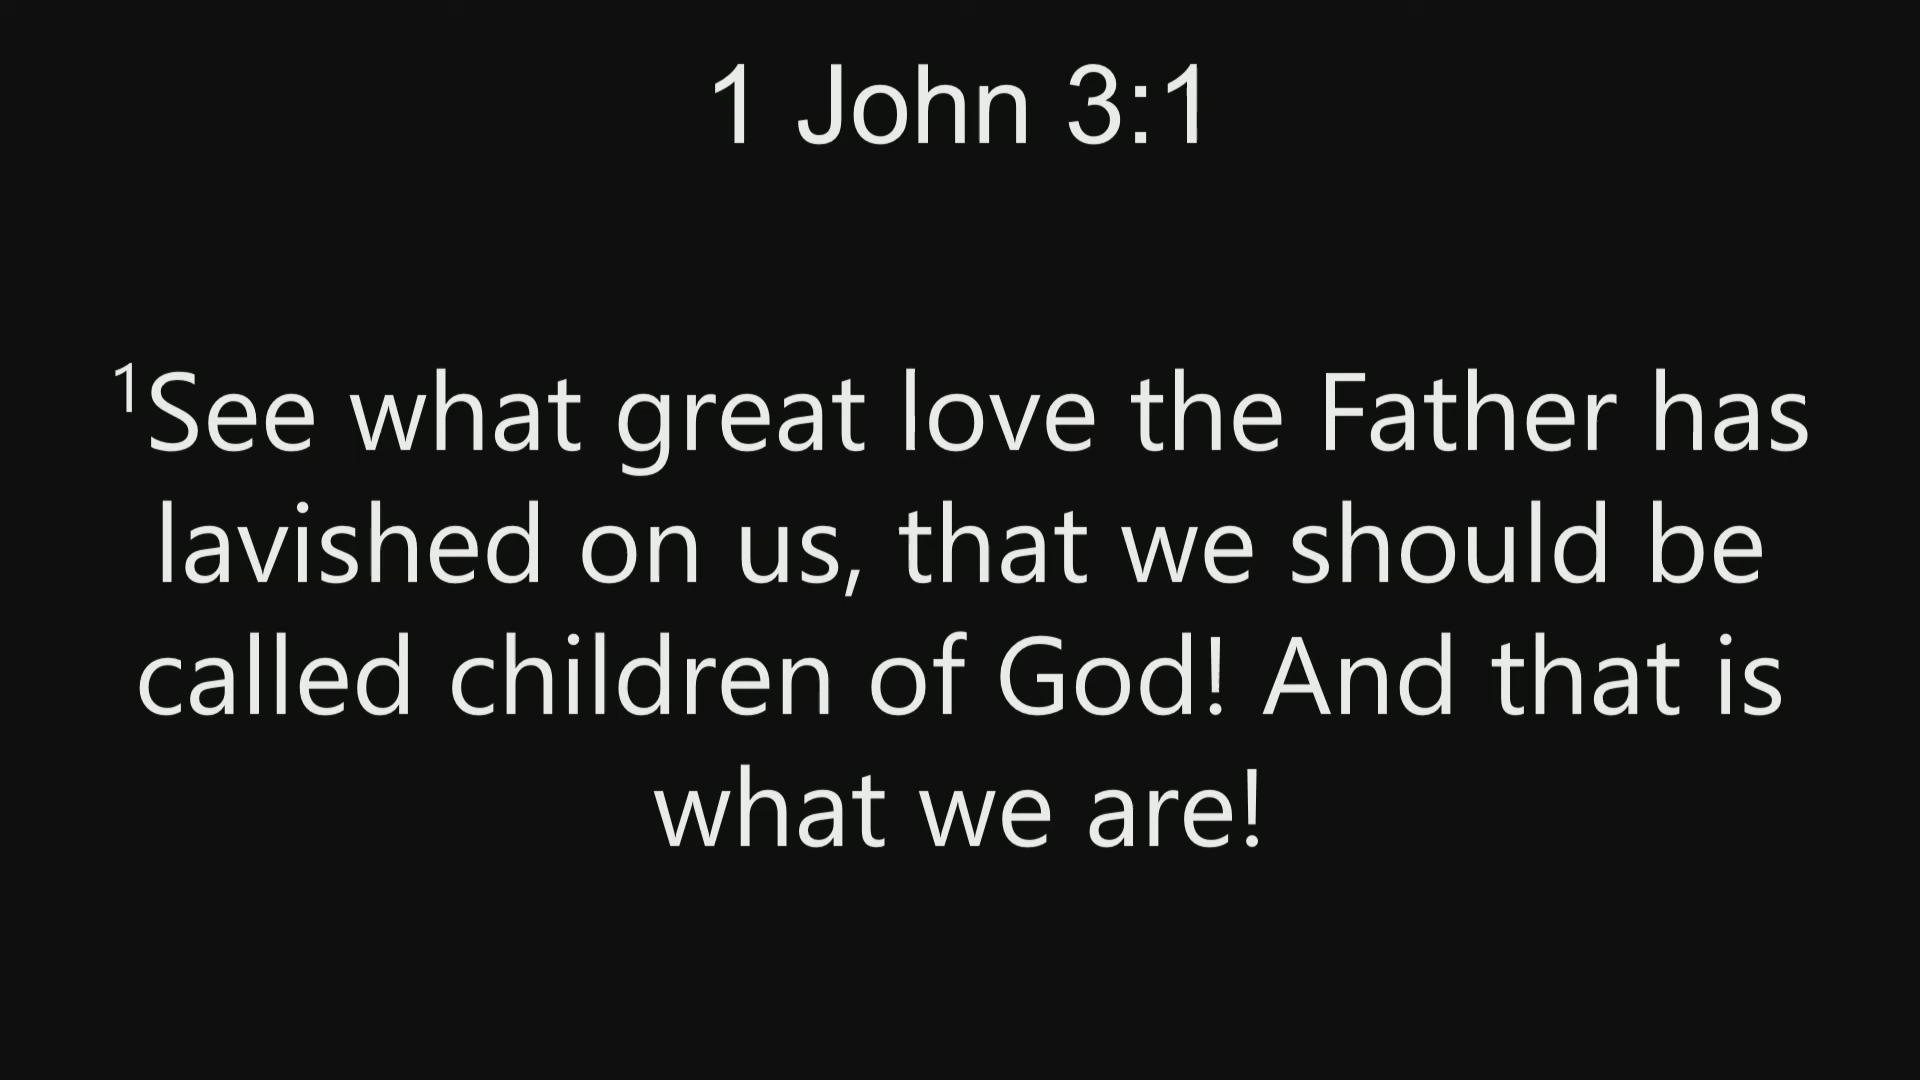 1 John 3:1
¹See what great love the Father has
lavished on us, that we should be
called children of God! And that is
what we are!